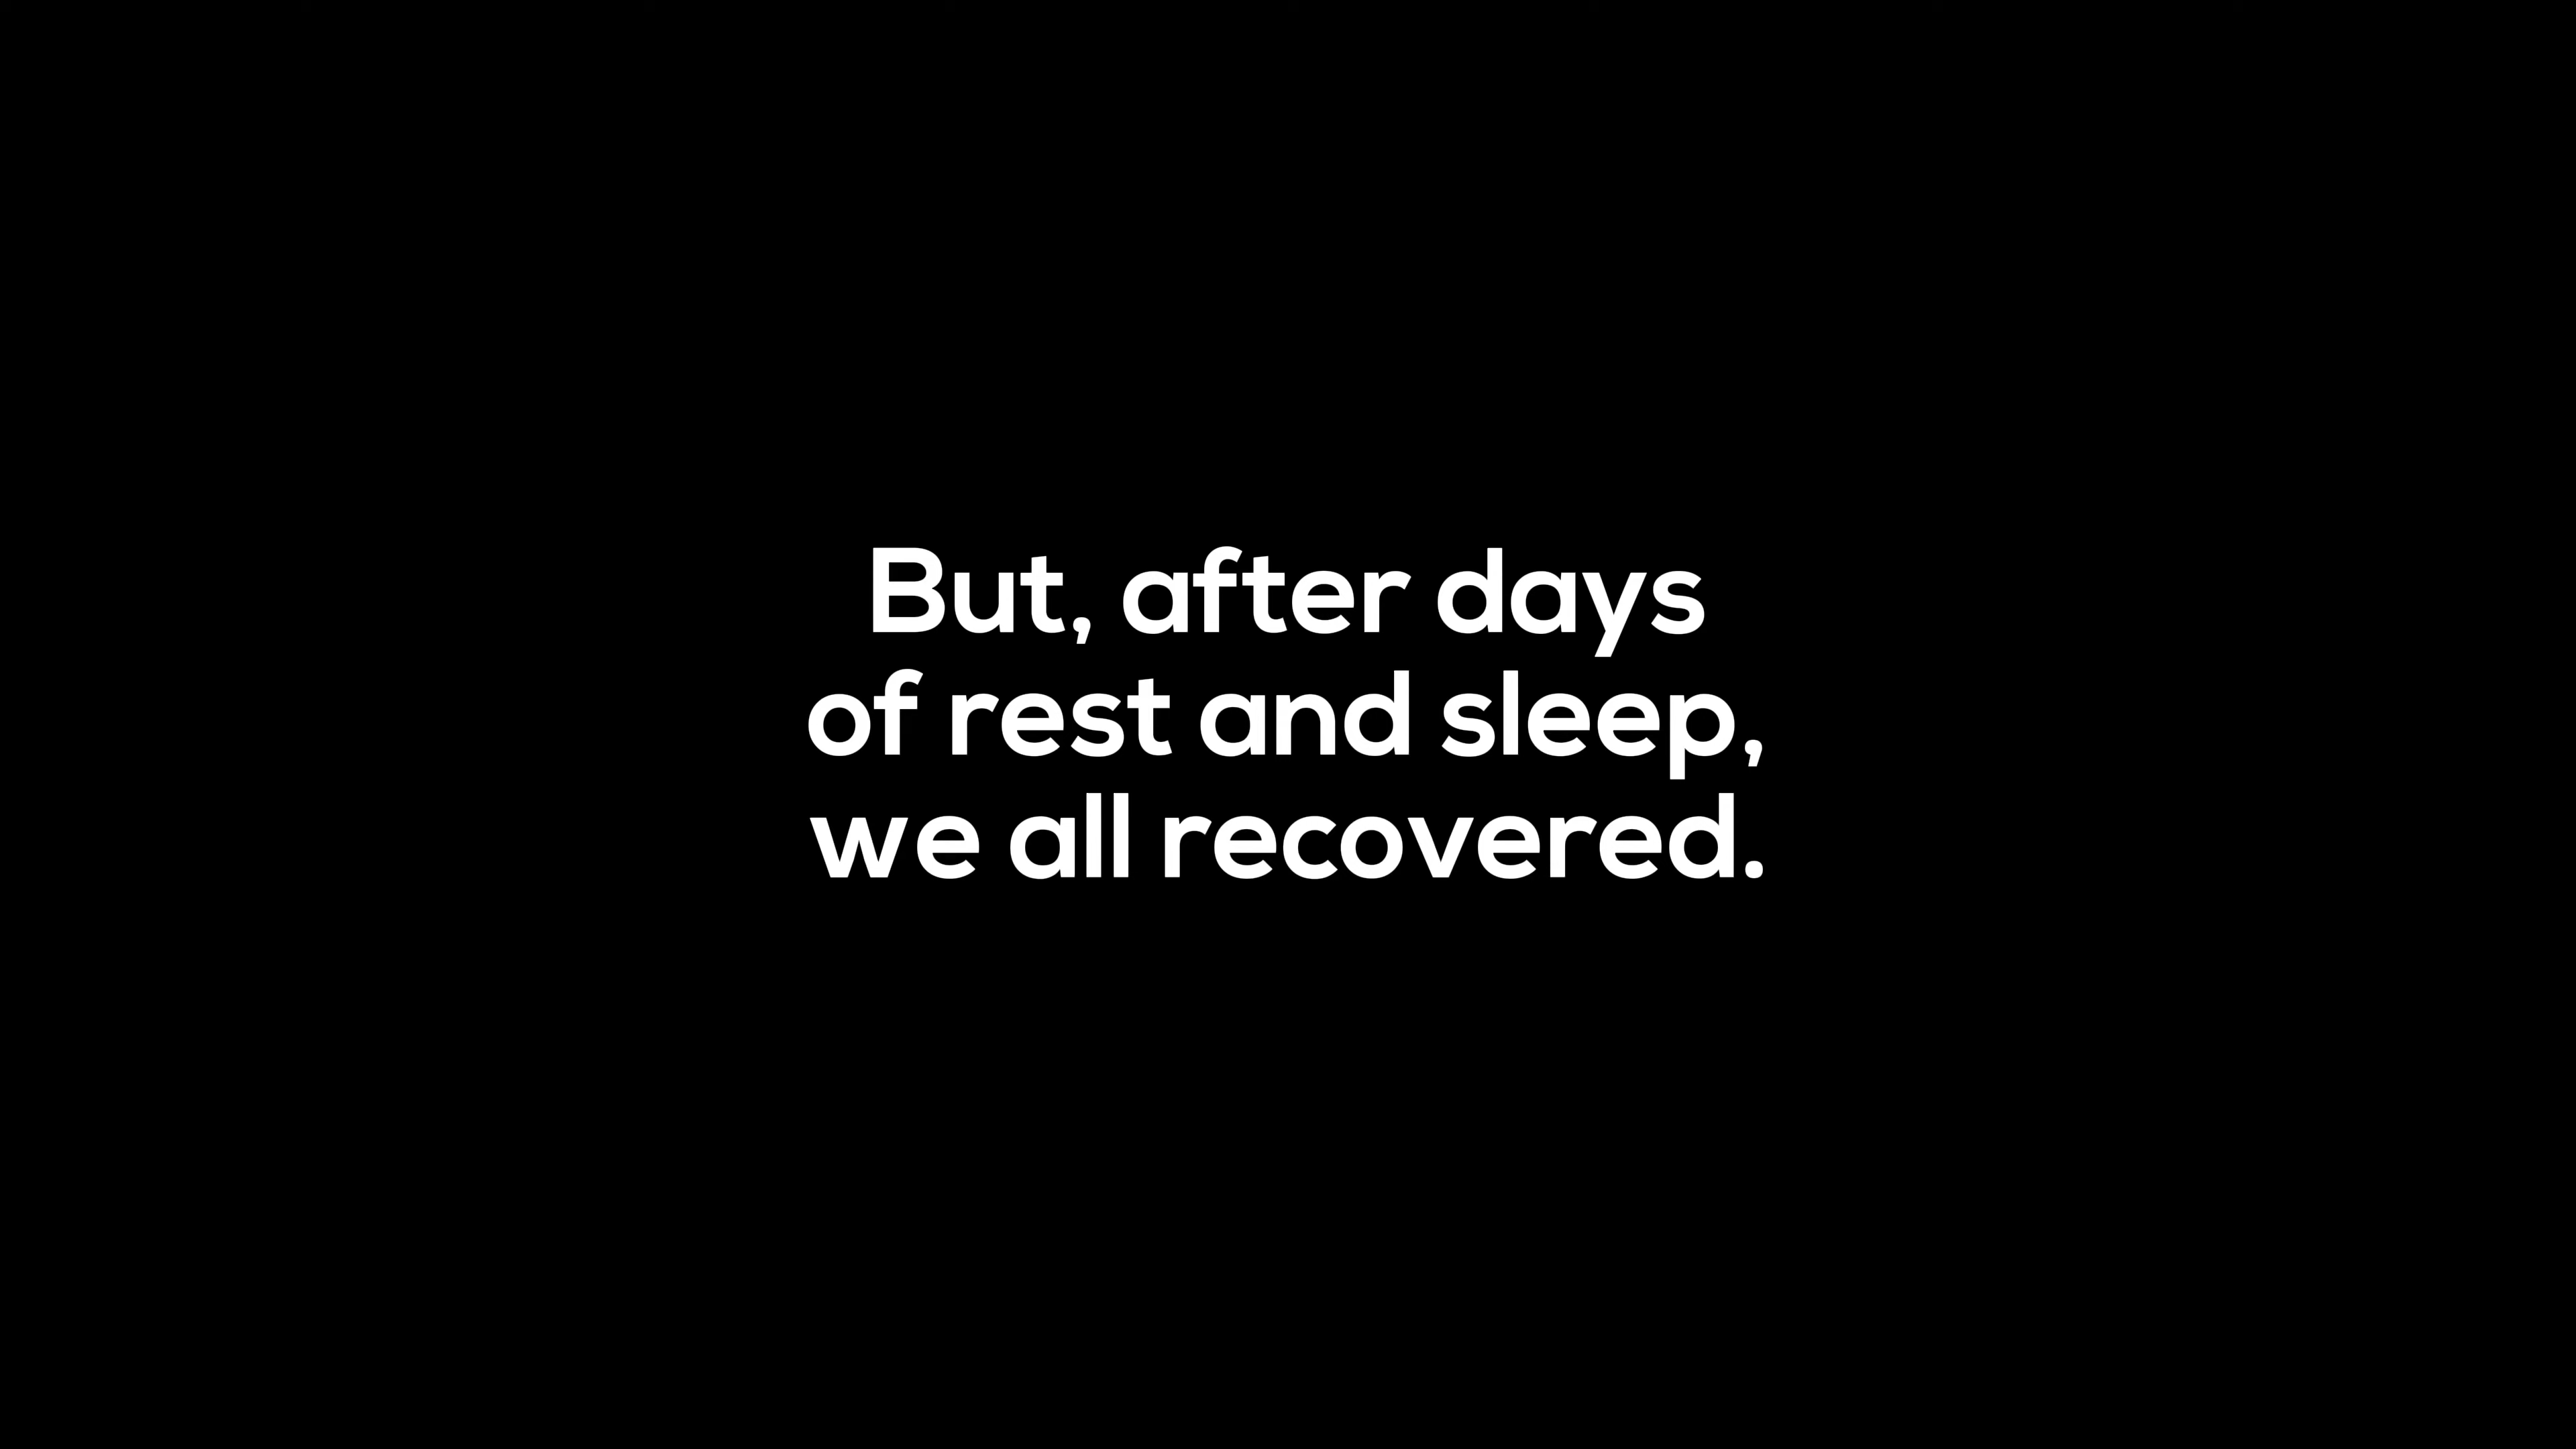 But, after days
of rest and sleep,
we all recovered.